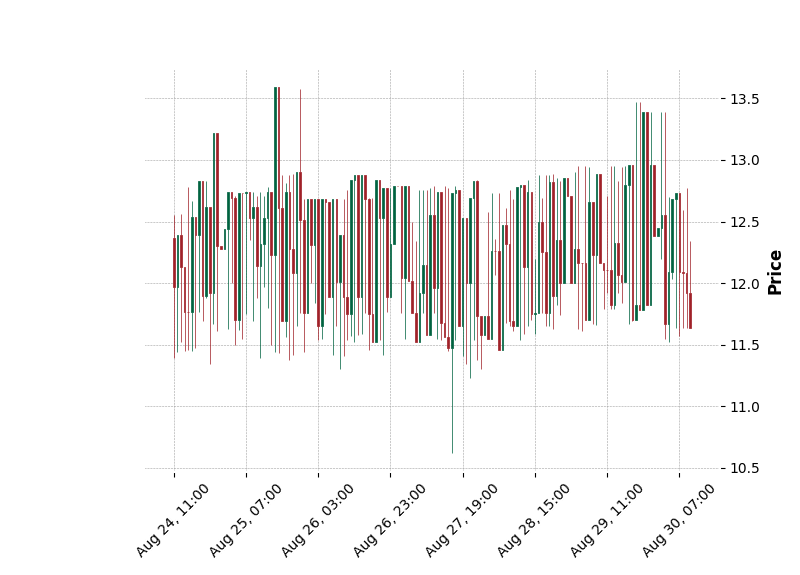 13.5
13.0
12.5
12.0
11.5
11.0
10.5
Price
Aug 24, 11:00
Aug 25, 07:00
Aug 26, 03:00
Aug 26, 23:00
Aug 27, 19:00
Aug 28, 15:00
Aug 29, 11:00
Aug 30, 07:00